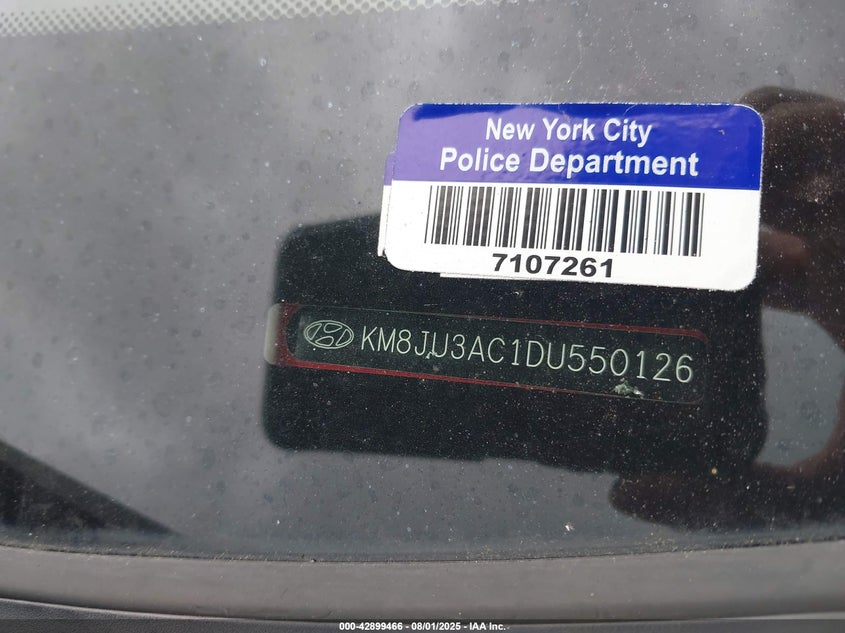 New York City
Police Department
7107261
KM8JU3AC1DU550126
000-42899466 - 08/01/2025 - IAA Inc.